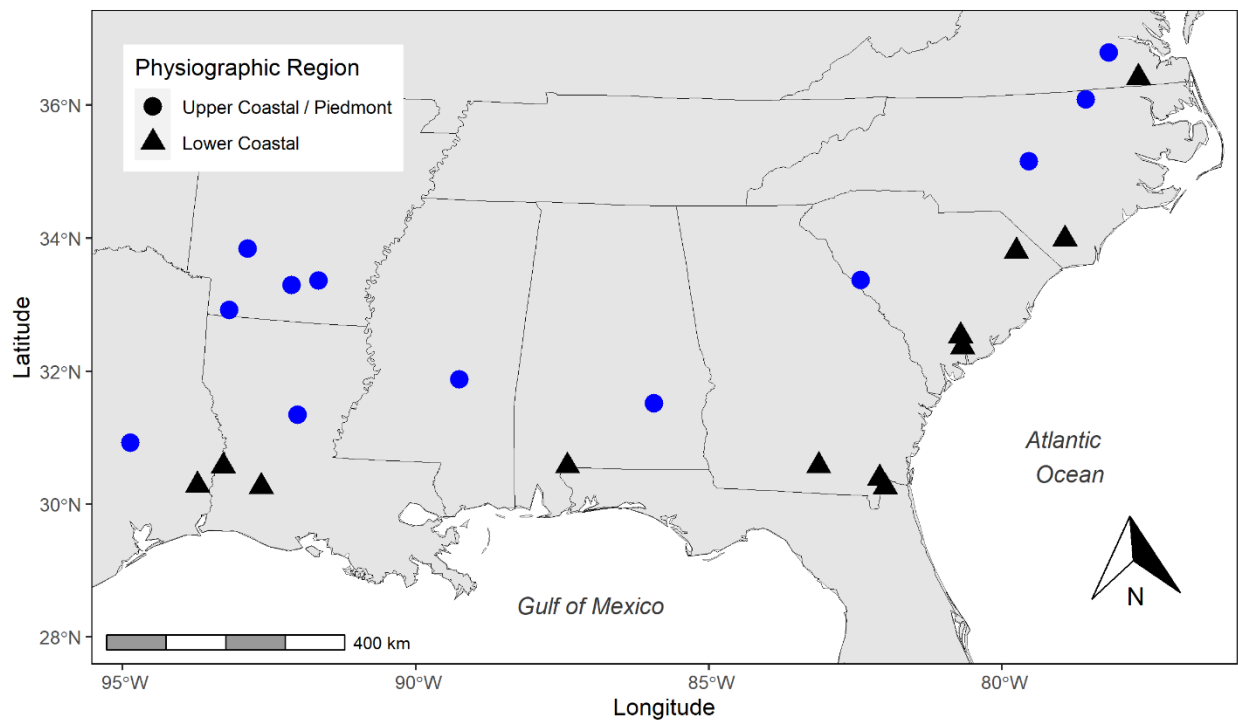 Physiographic Region
Upper Coastal / Piedmont
Lower Coastal
36°N
34°N
32°N
30°N
28°N
Latitude
Atlantic
Ocean
Gulf of Mexico
N
400 km
95°W
90°W
85°W
80°W
Longitude